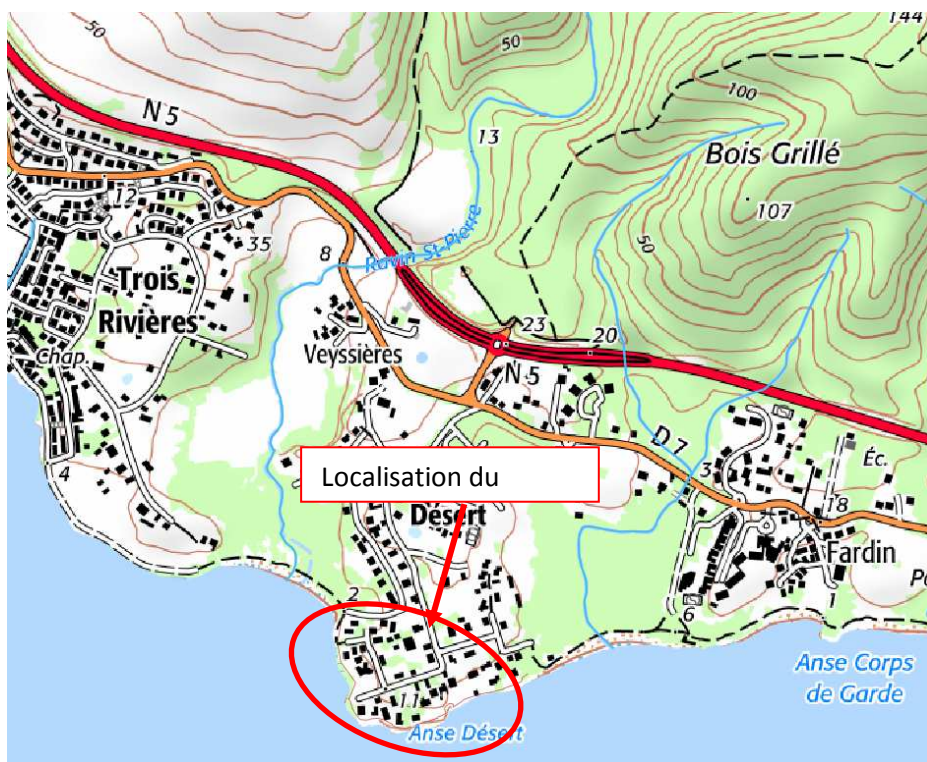 144
50
50
N 5
13
100
Bois Grillé
107
12
Ravin St-Pierre
35
8
50
Trois
Rivières
23
20
Chap.
Veyssières
N 5
D 7
4
3
Éc.
Localisation du
18
Désert
Fardin
2
6
1
Anse Corps
de Garde
11
Anse Désert